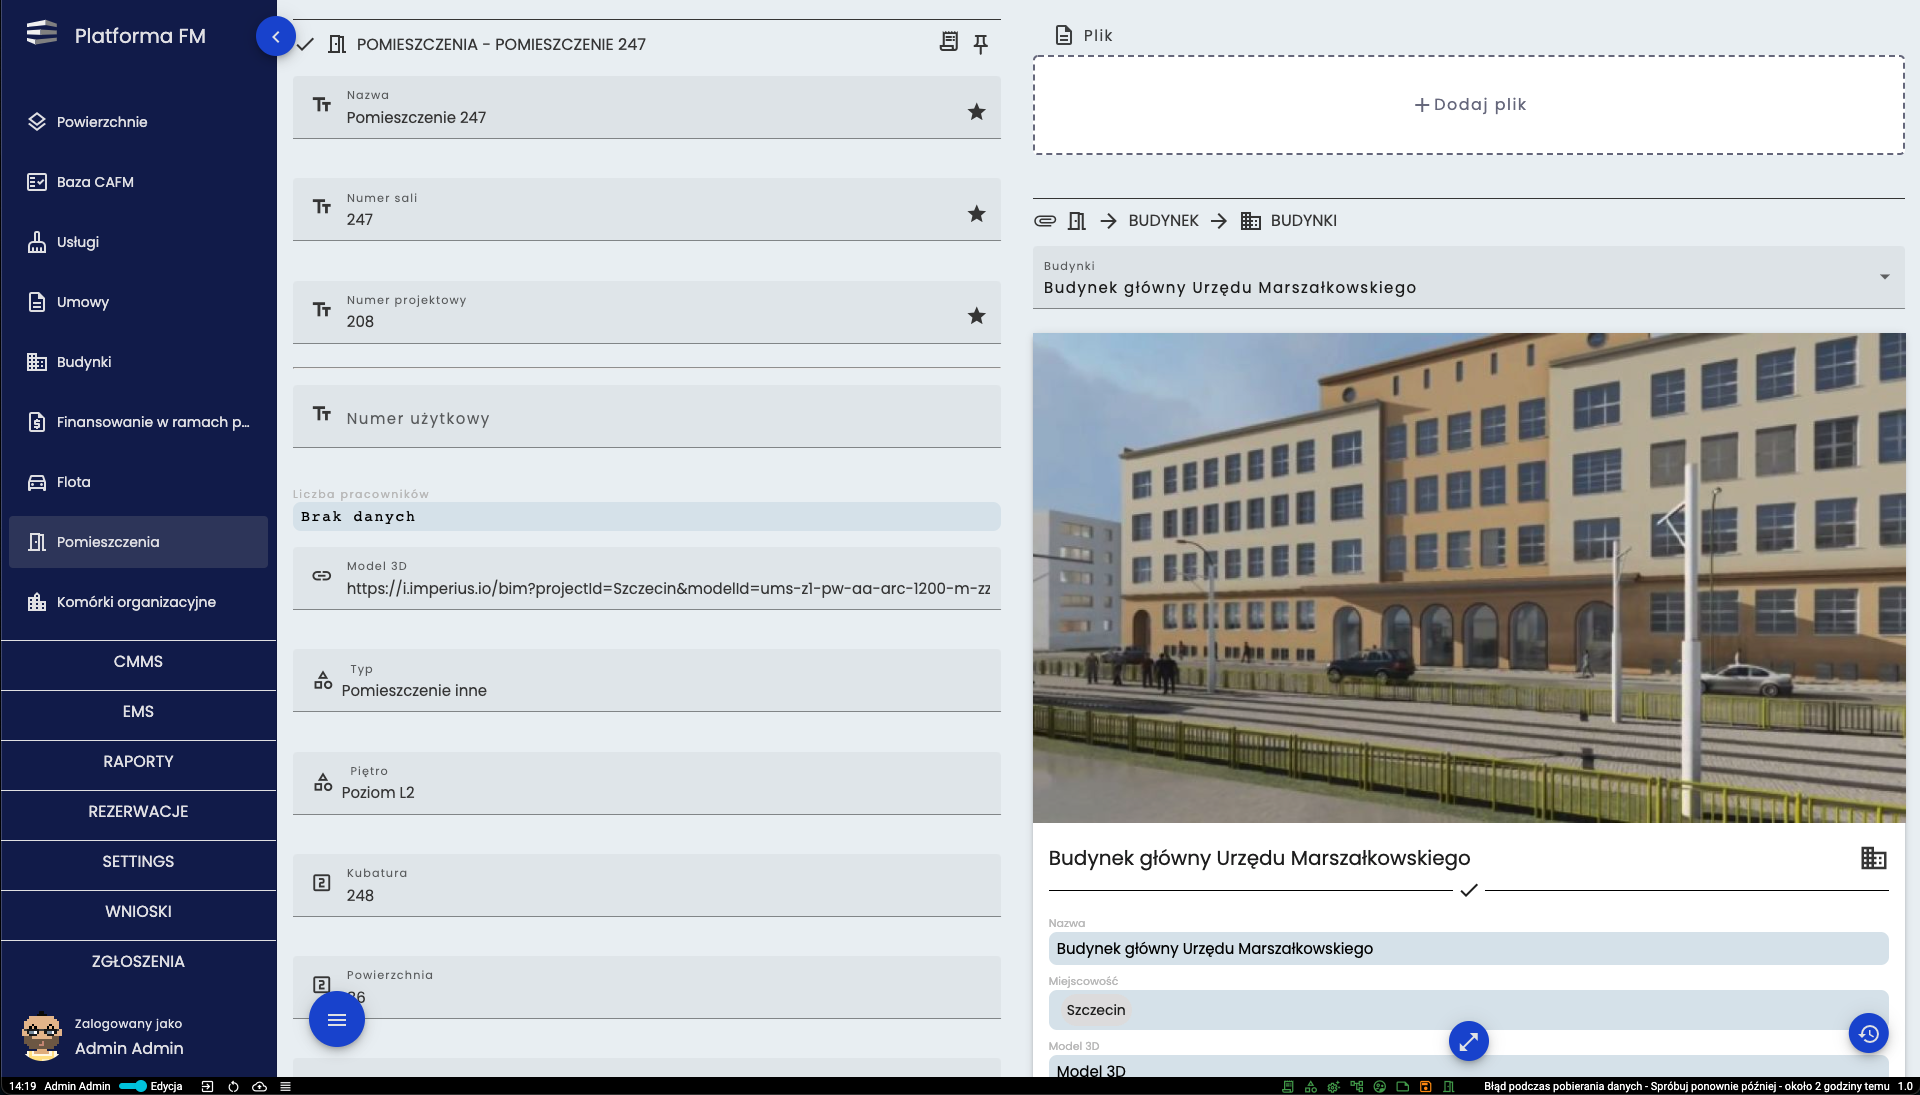 Platforma FM
Powierzchnie
Baza CAFM
Usługi
Umowy
Budynki
Finansowanie w ramach p...
Flota
Pomieszczenia
Komórki organizacyjne
CMMS
EMS
RAPORTY
REZERWACJE
SETTINGS
WNIOSKI
ZGŁOSZENIA
Zalogowany jako
Admin Admin
POMIESZCZENIA - POMIESZCZENIE 247
Nazwa
Pomieszczenie 247
Numer sali
247
Numer projektowy
208
Numer użytkowy
Liczba pracowników
Brak danych
Model 3D
https://i.imperius.io/bim?projectId=Szczecin&modelId=ums-z1-pw-aa-arc-1200-m-zz
Typ
Pomieszczenie inne
Piętro
Poziom L2
Kubatura
248
Powierzchnia
Plik
Dodaj plik
BUDYNEK
BUDYNKI
Budynki
Budynek główny Urzędu Marszałkowskiego
Budynek główny Urzędu Marszałkowskiego
Nazwa
Budynek główny Urzędu Marszałkowskiego
Miejscowość
Szczecin
Model 3D
Model 3D
14:19 Admin Admin Edycja
Błąd podczas pobierania danych - Spróbuj ponownie później - około 2 godziny temu 1.0